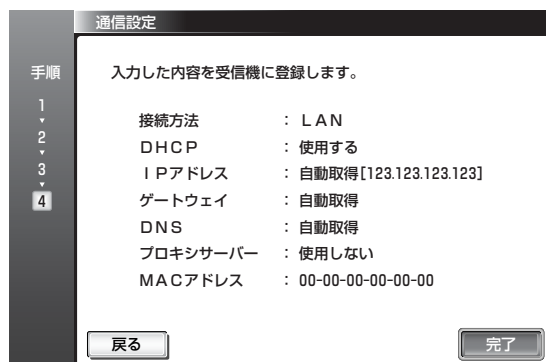 通信設定
手順
1
2
3
4
入力した内容を受信機に登録します。
接続方法 : LAN
DHCP : 使用する
IPアドレス : 自動取得[123.123.123.123]
ゲートウェイ : 自動取得
DNS : 自動取得
プロキシサーバー : 使用しない
MACアドレス : 00-00-00-00-00-00
戻る
完了